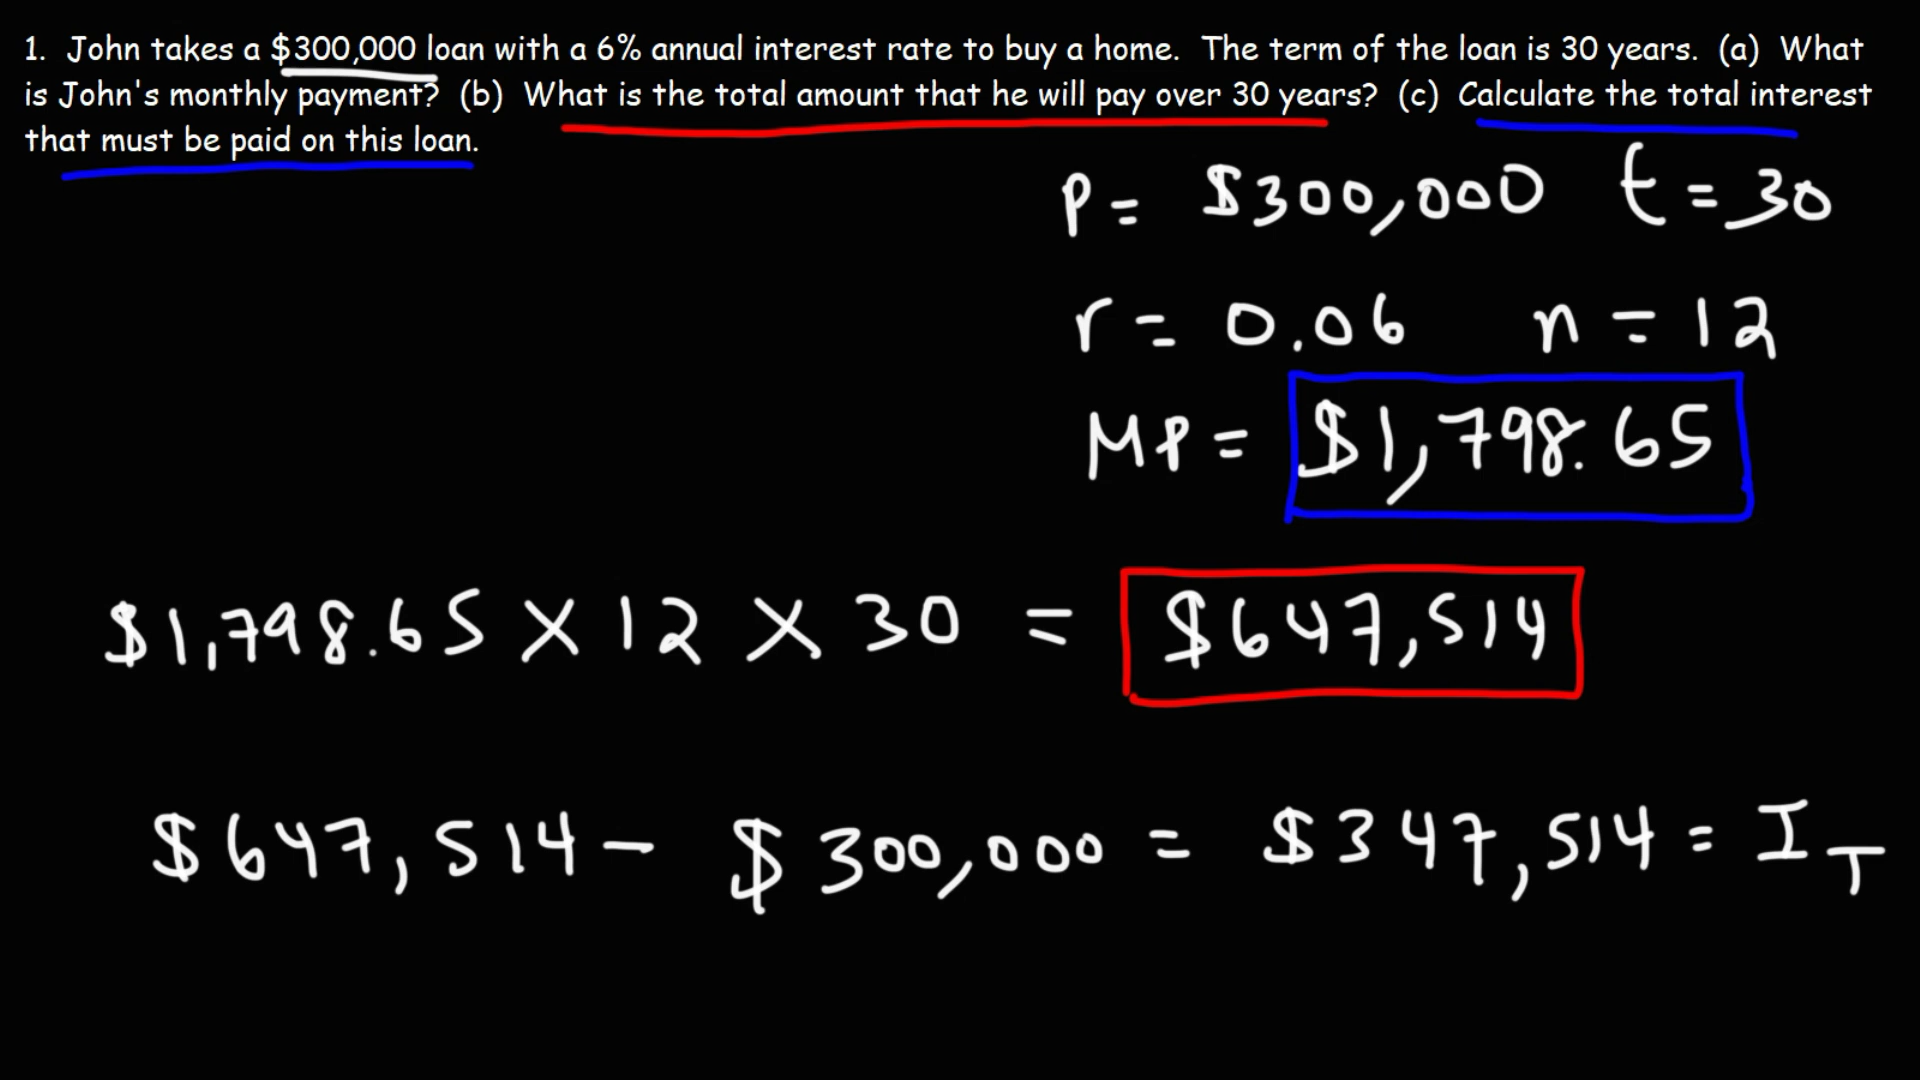 1. John takes a $300,000 loan with a 6% annual interest rate to buy a home. The term of the loan is 30 years. (a) What
is John's monthly payment? (b) What is the total amount that he will pay over 30 years? (c) Calculate the total interest
that must be paid on this loan.
P = $300,000 t = 30
r = 0.06 n = 12
MP = $1,798.65
$1,798.65 X 12 X 30 = $647,514
$647,514 - $300,000 = $347,514 = I_T